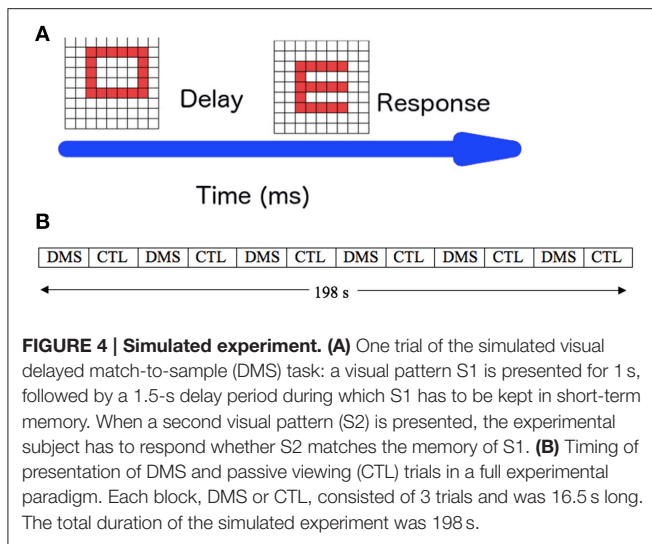 A
Delay
Response
Time (ms)
B
DMS CTL DMS CTL DMS CTL DMS CTL DMS CTL DMS CTL
198 s
FIGURE 4 | Simulated experiment. (A) One trial of the simulated visual
delayed match-to-sample (DMS) task: a visual pattern S1 is presented for 1 s,
followed by a 1.5-s delay period during which S1 has to be kept in short-term
memory. When a second visual pattern (S2) is presented, the experimental
subject has to respond whether S2 matches the memory of S1. (B) Timing of
presentation of DMS and passive viewing (CTL) trials in a full experimental
paradigm. Each block, DMS or CTL, consisted of 3 trials and was 16.5 s long.
The total duration of the simulated experiment was 198 s.